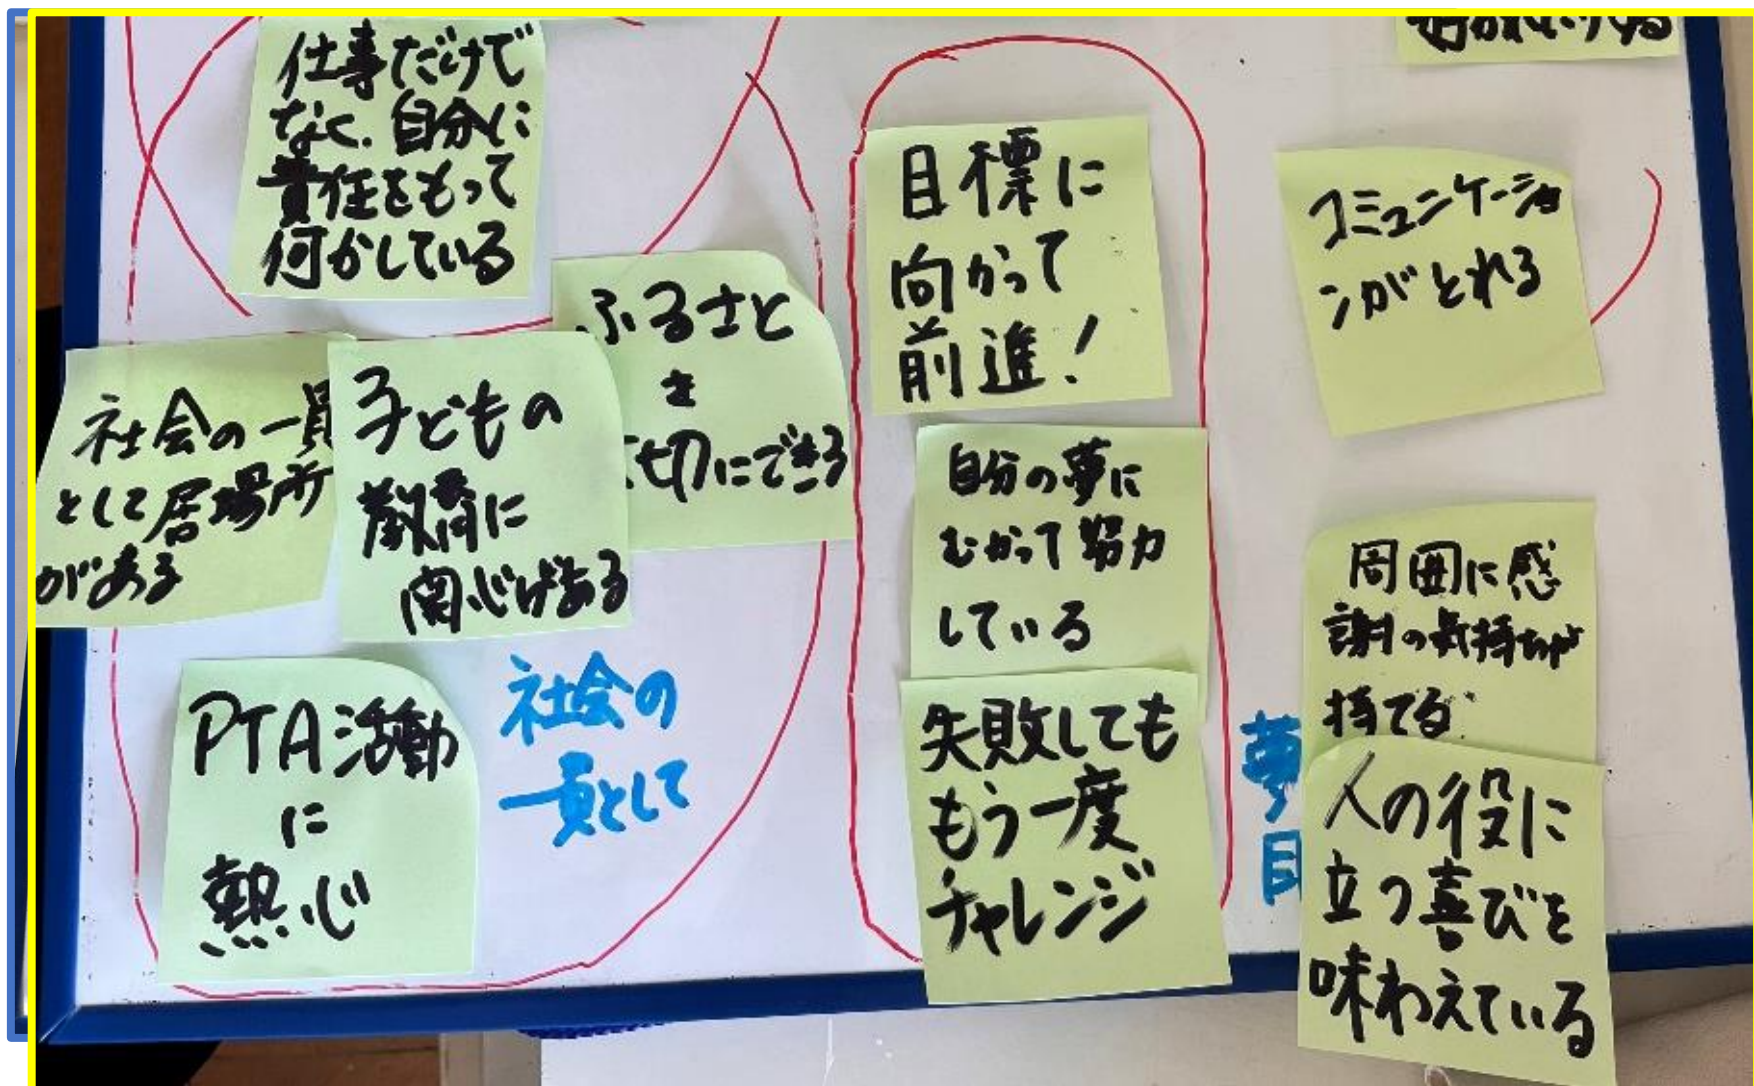 仕事だけで
なく、自分に
責任をもって
何かしている
ふるさと
を
切にできる
社会の一員
として居場所
がある
子どもの
教育に
関心がある
PTA活動
に
熱心
社会の
一員として
目標に
向かって
前進!
自分の夢に
むかって努力
している
失敗しても
もう一度
チャレンジ
夢
目
コミュニケーショ
ンがとれる
周囲に感
謝の気持ちが
持てる
人の役に
立つ喜びを
味わえている